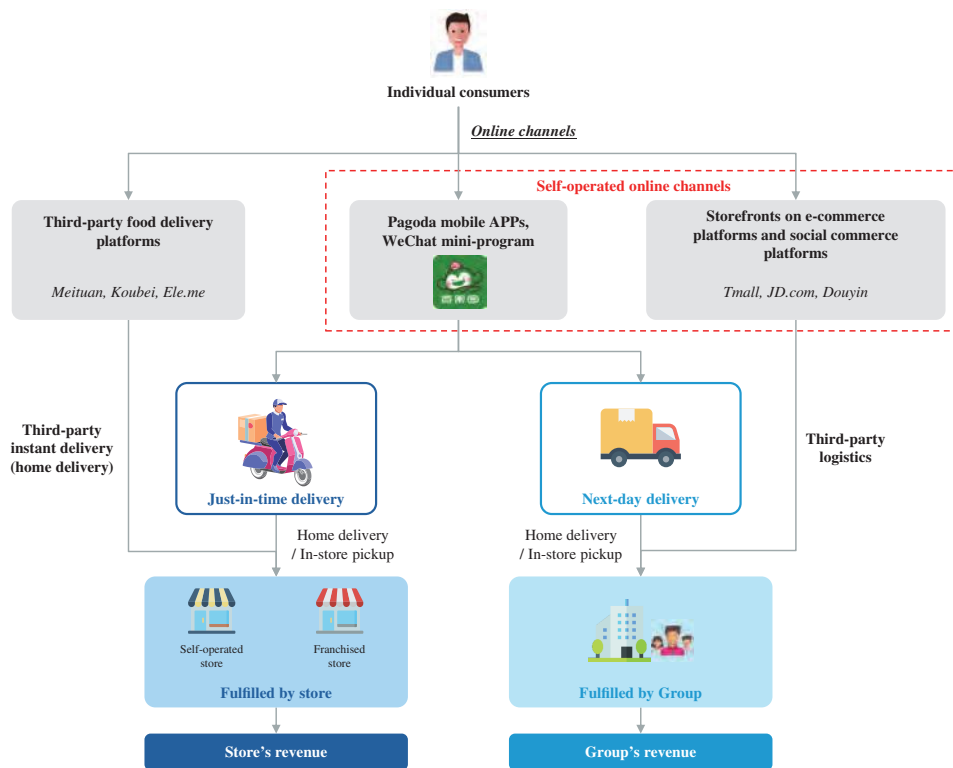 Individual consumers
Online channels
Self-operated online channels
Third-party food delivery
platforms
Meituan, Koubei, Ele.me
Pagoda mobile APPs,
WeChat mini-program
Storefronts on e-commerce
platforms and social commerce
platforms
Tmall, JD.com, Douyin
Third-party
instant delivery
(home delivery)
Just-in-time delivery
Next-day delivery
Third-party
logistics
Home delivery
/ In-store pickup
Home delivery
/ In-store pickup
Self-operated
store
Franchised
store
Fulfilled by store
Fulfilled by Group
Store's revenue
Group's revenue